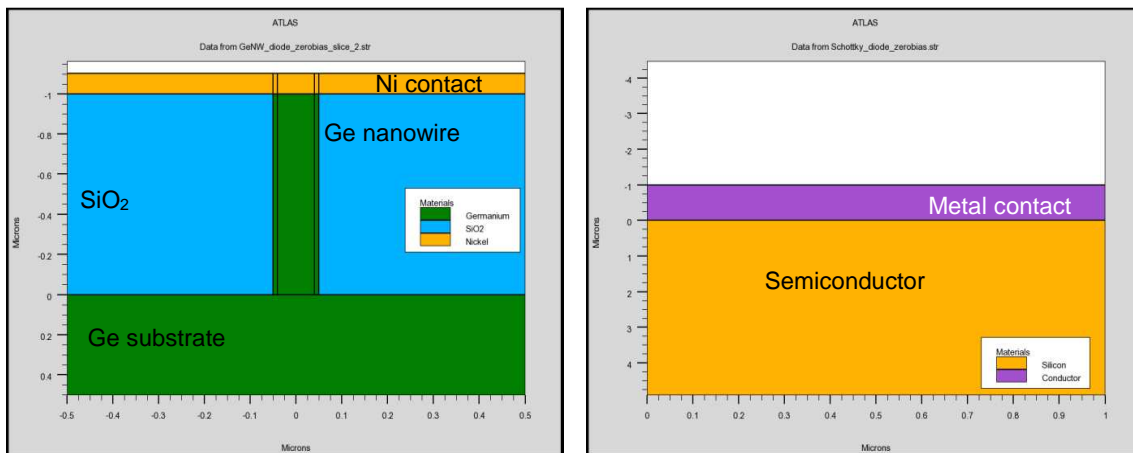 ATLAS
Data from GeNW_diode_zerobias_slice_2.str
Ni contact
Ge nanowire
SiO₂
Ge substrate
Materials
Germanium
SiO2
Nickel
Microns
-1
-0.8
-0.6
-0.4
-0.2
0
0.2
0.4
-0.5 -0.4 -0.3 -0.2 -0.1 0 0.1 0.2 0.3 0.4 0.5
Microns
ATLAS
Data from Schottky_diode_zerobias.str
Metal contact
Semiconductor
Materials
Silicon
Conductor
Microns
-4
-3
-2
-1
0
1
2
3
4
0 0.1 0.2 0.3 0.4 0.5 0.6 0.7 0.8 0.9 1
Microns